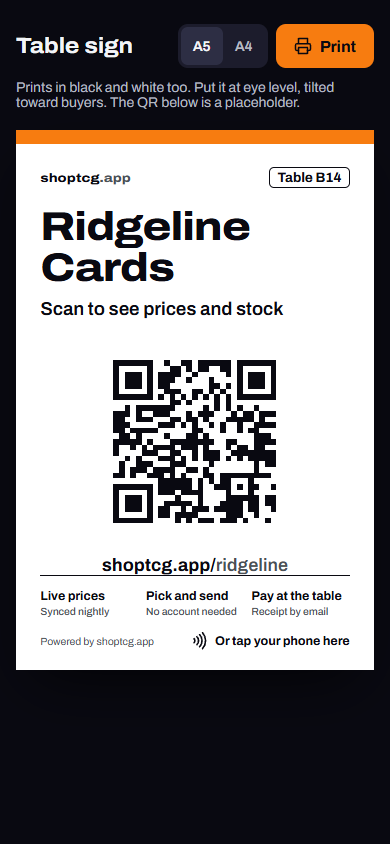 Table sign
A5 A4 Print
Prints in black and white too. Put it at eye level, tilted
toward buyers. The QR below is a placeholder.
shoptcg.app Table B14
Ridgeline
Cards
Scan to see prices and stock
shoptcg.app/ridgeline
Live prices Pick and send Pay at the table
Synced nightly No account needed Receipt by email
Powered by shoptcg.app Or tap your phone here